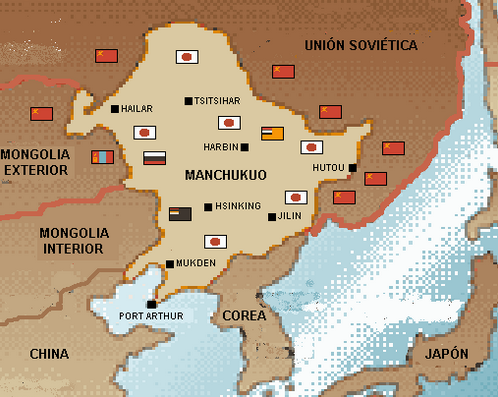 UNIÓN SOVIÉTICA
TSITSIHAR
HAILAR
HARBIN
MONGOLIA
EXTERIOR
HUTOU
MANCHUKUO
HSINKING
JILIN
MONGOLIA
INTERIOR
MUKDEN
PORT ARTHUR
COREA
CHINA
JAPÓN